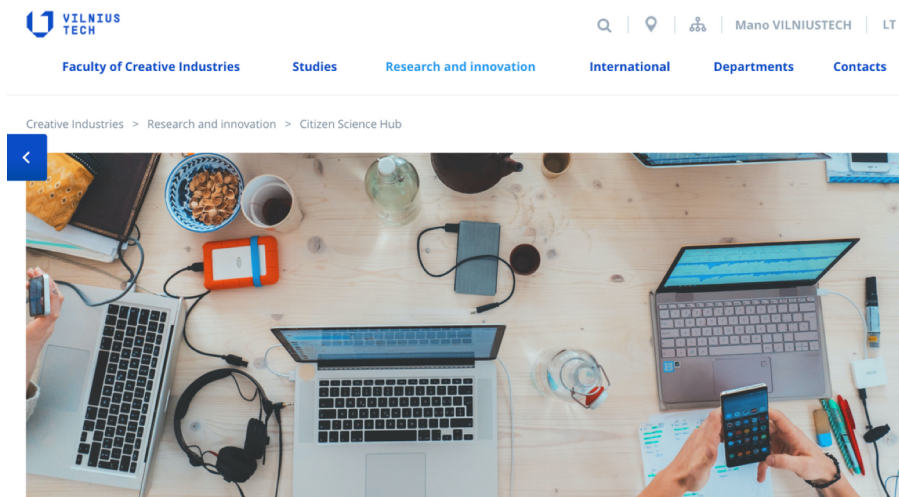 VILNIUS
TECH
Mano VILNIUSTECH LT
Faculty of Creative Industries Studies Research and innovation International Departments Contacts
Creative Industries > Research and innovation > Citizen Science Hub